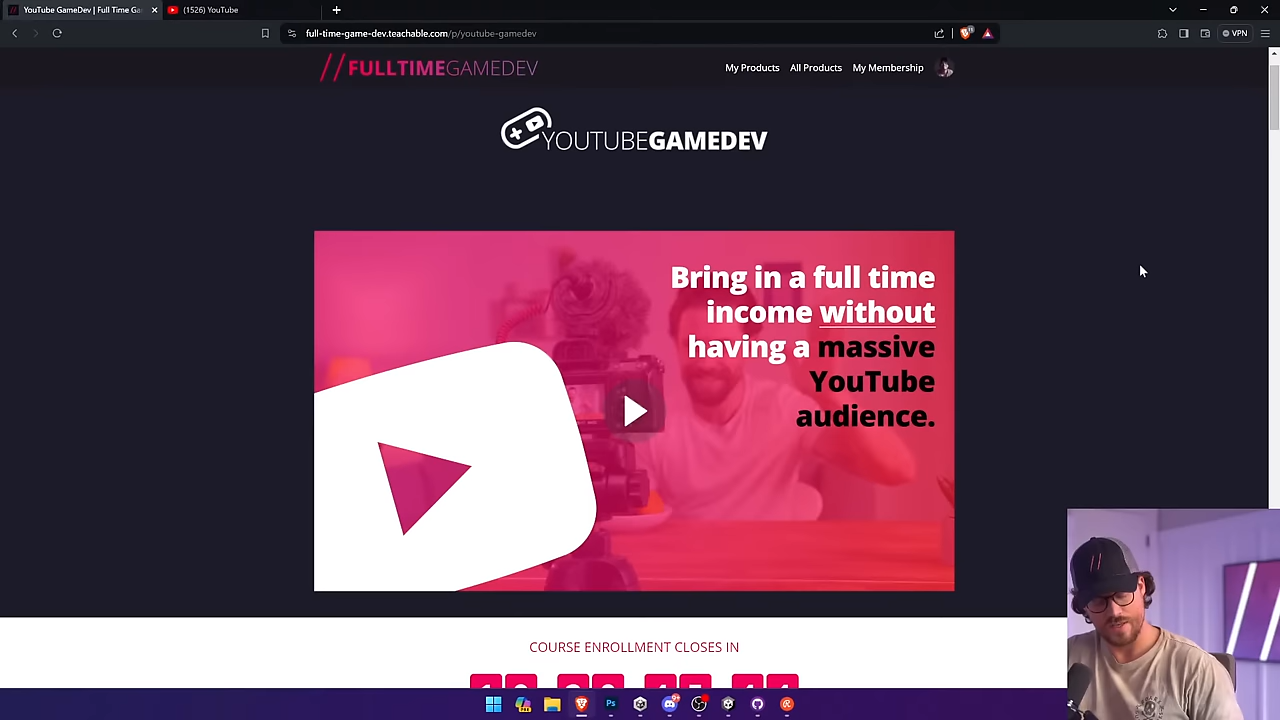 YouTube GameDev | Full Time Ga
(1526) YouTube
full-time-game-dev.teachable.com/p/youtube-gamedev
VPN
//FULLTIMEGAMEDEV
My Products
All Products
My Membership
YOUTUBEGAMEDEV
Bring in a full time
income without
having a massive
YouTube
audience.
COURSE ENROLLMENT CLOSES IN
Ps